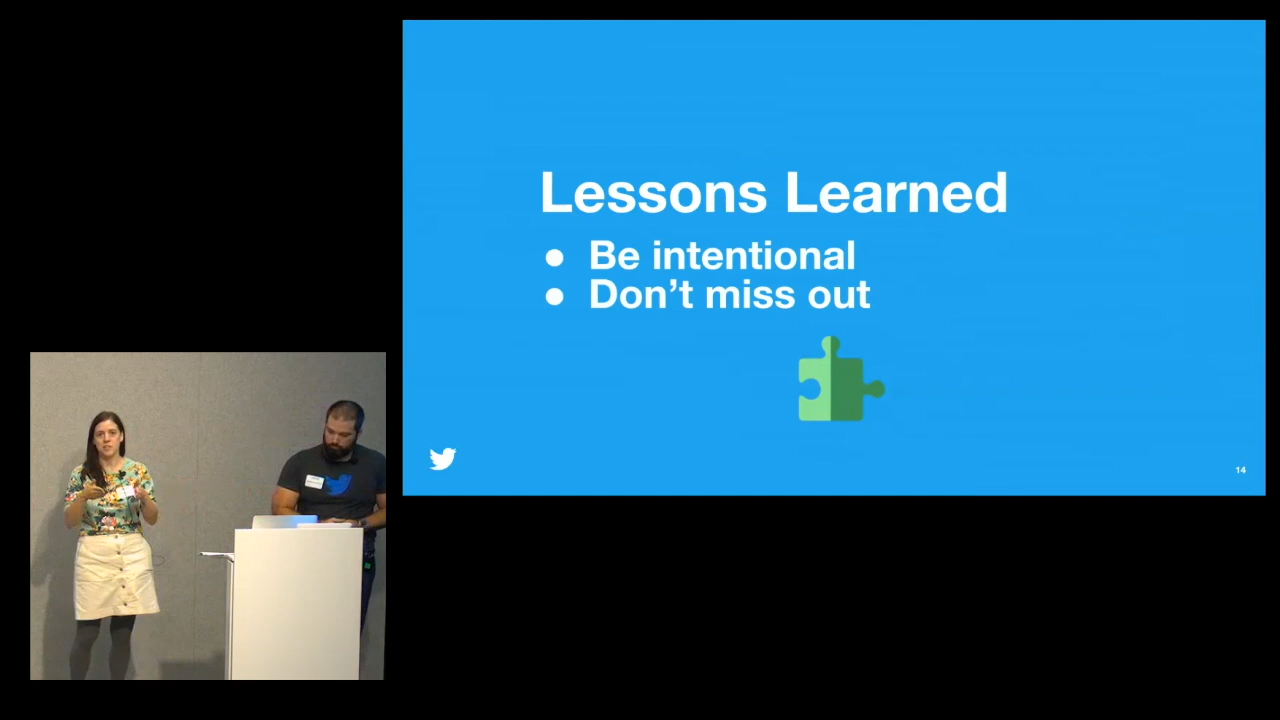 Lessons Learned
● Be intentional
● Don’t miss out
14